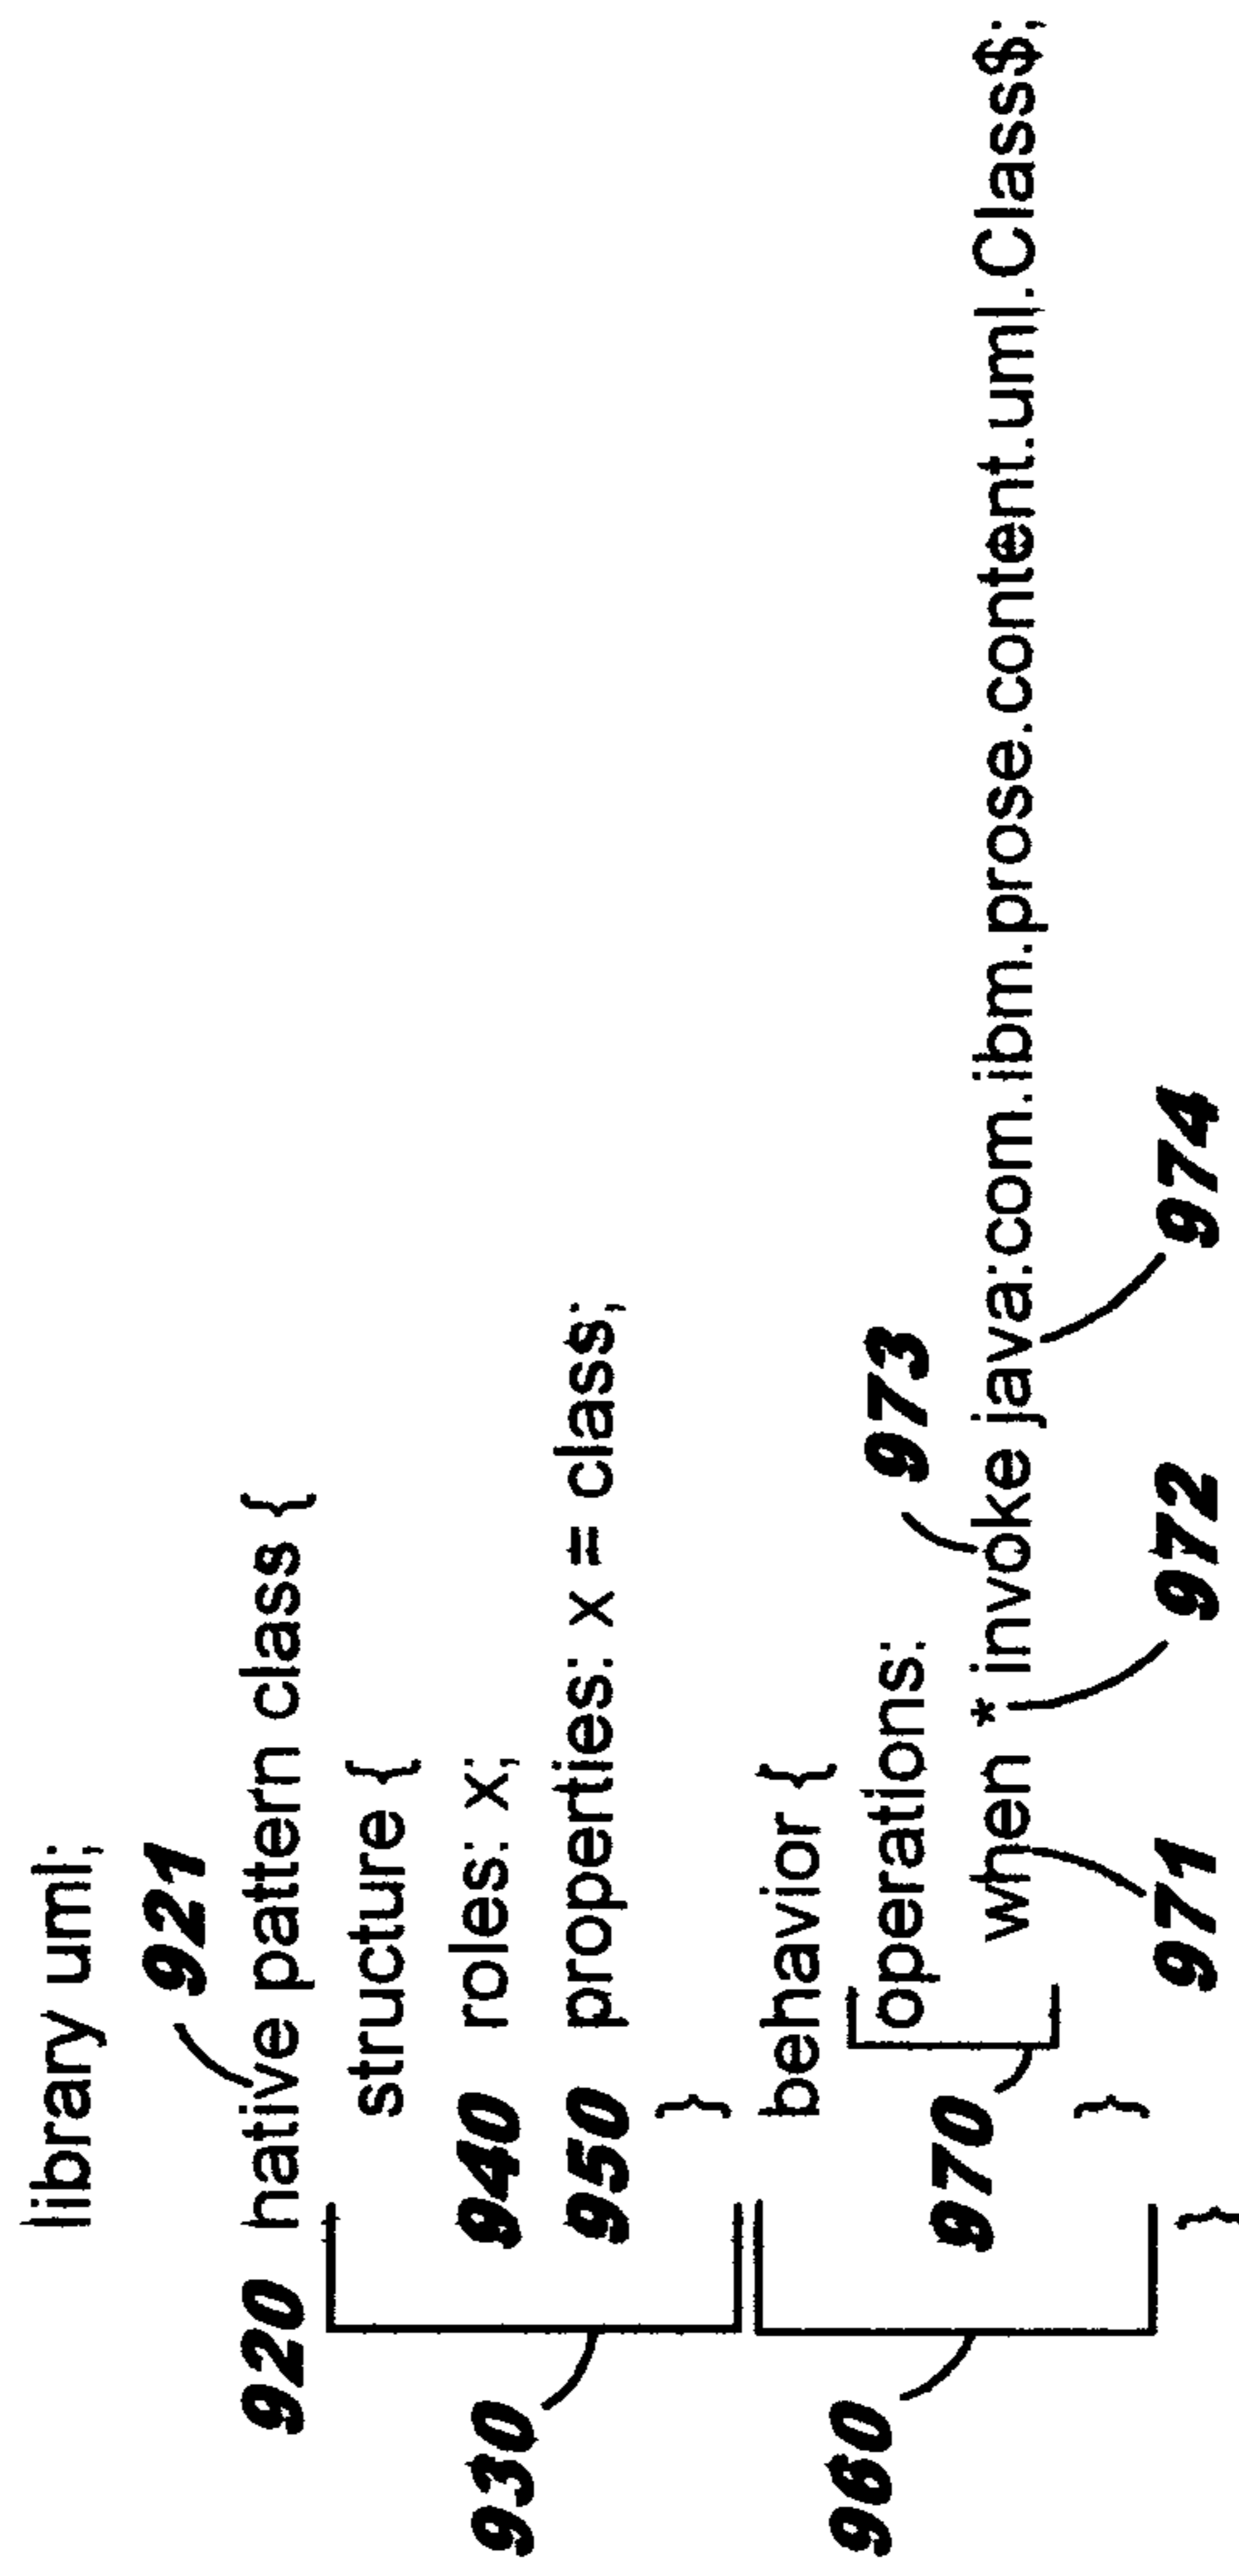 library uml;
921
920 native pattern class {
structure {
940 roles: x;
950 properties: x = class;
}
930
behavior {
operations:
973
970 when * invoke java:com.ibm.prose.content.uml.Class$;
971 972 974
}
960
}